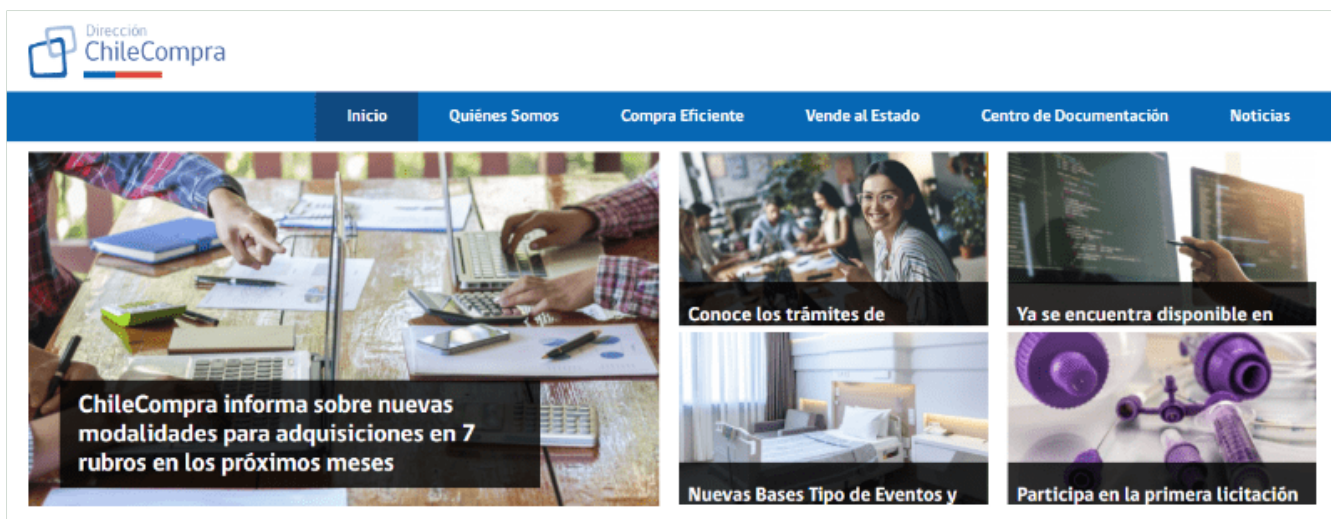 Dirección
ChileCompra
Inicio Quiénes Somos Compra Eficiente Vende al Estado Centro de Documentación Noticias
ChileCompra informa sobre nuevas
modalidades para adquisiciones en 7
rubros en los próximos meses
Conoce los trámites de
Ya se encuentra disponible en
Nuevas Bases Tipo de Eventos y
Participa en la primera licitación